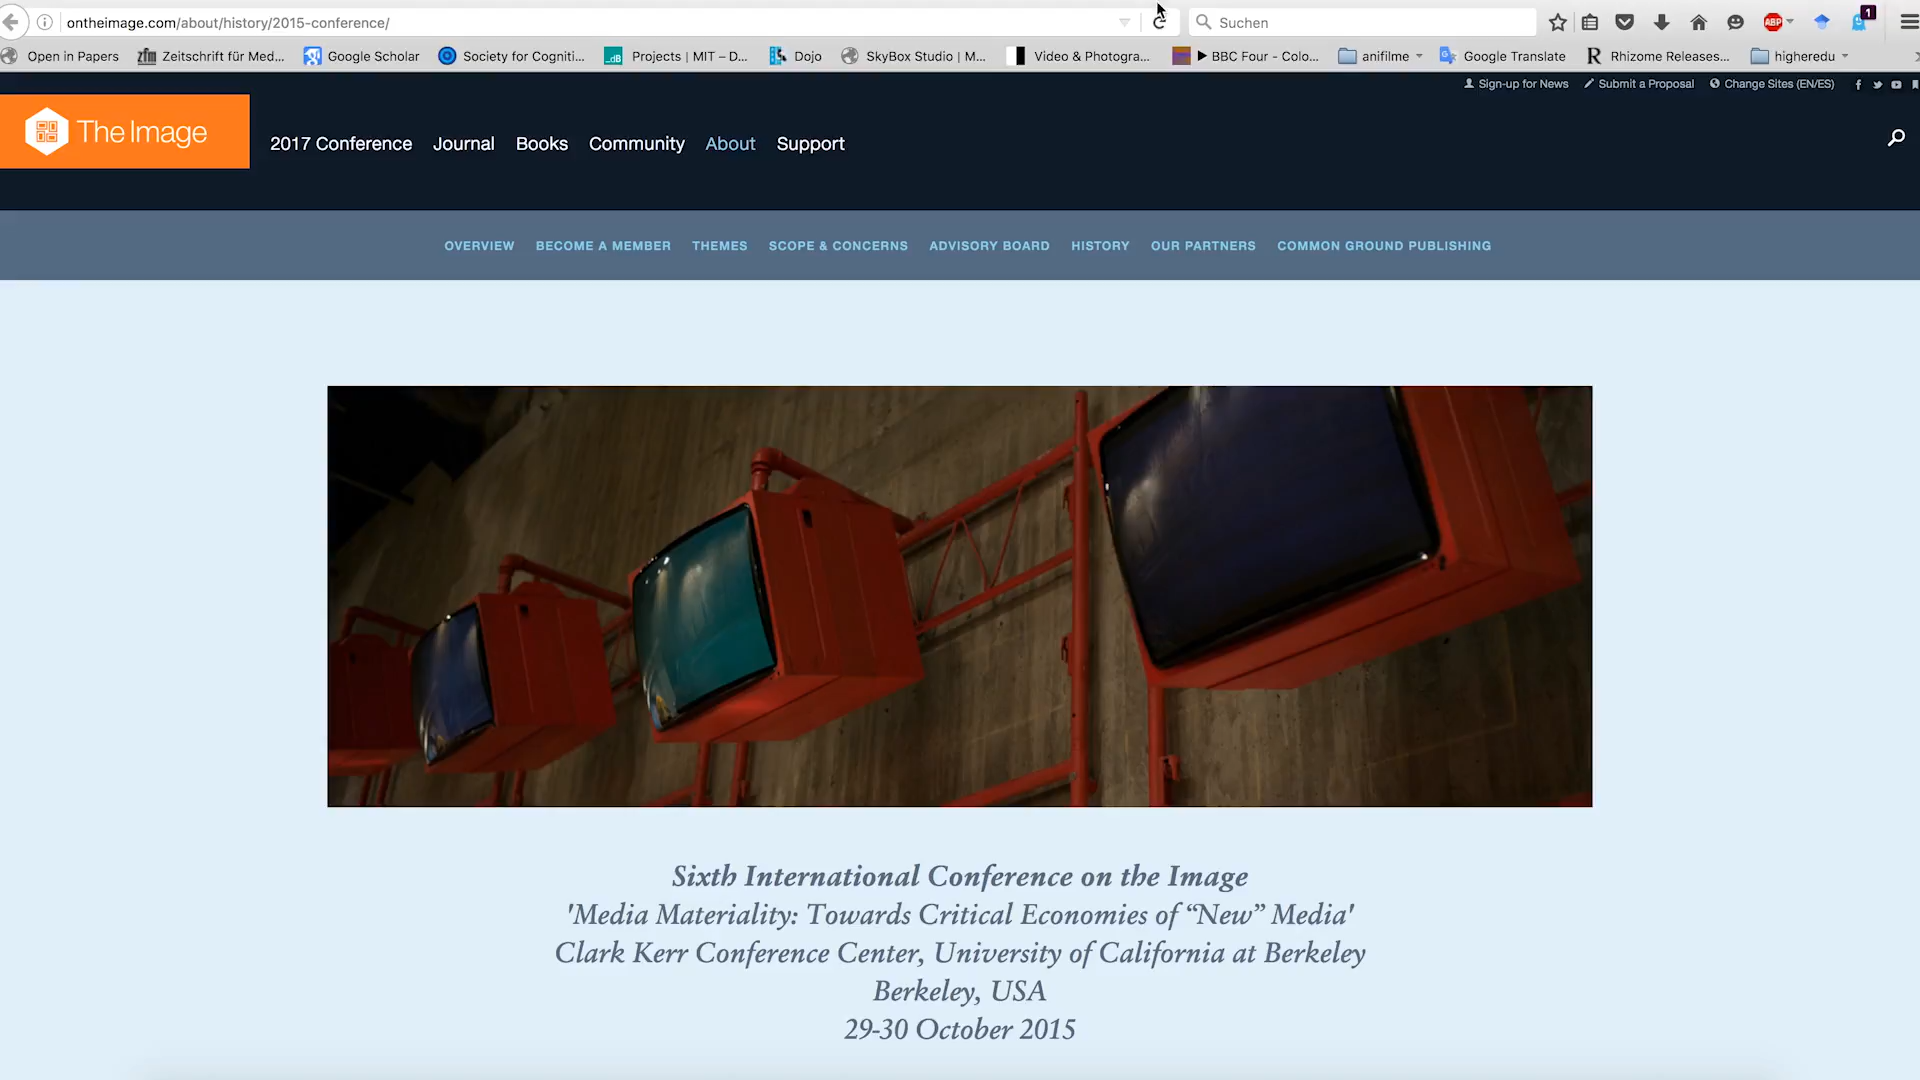 ontheimage.com/about/history/2015-conference/
Suchen
ABP
1
Open in Papers
zfm Zeitschrift für Med...
Google Scholar
Society for Cogniti...
_dB Projects | MIT – D...
Dojo
SkyBox Studio | M...
Video & Photogra...
BBC Four - Colo...
anifilme
Google Translate
R Rhizome Releases...
higheredu
Sign-up for News
Submit a Proposal
Change Sites (EN/ES)
The Image
2017 Conference
Journal
Books
Community
About
Support
OVERVIEW
BECOME A MEMBER
THEMES
SCOPE & CONCERNS
ADVISORY BOARD
HISTORY
OUR PARTNERS
COMMON GROUND PUBLISHING
Sixth International Conference on the Image
'Media Materiality: Towards Critical Economies of “New” Media'
Clark Kerr Conference Center, University of California at Berkeley
Berkeley, USA
29-30 October 2015